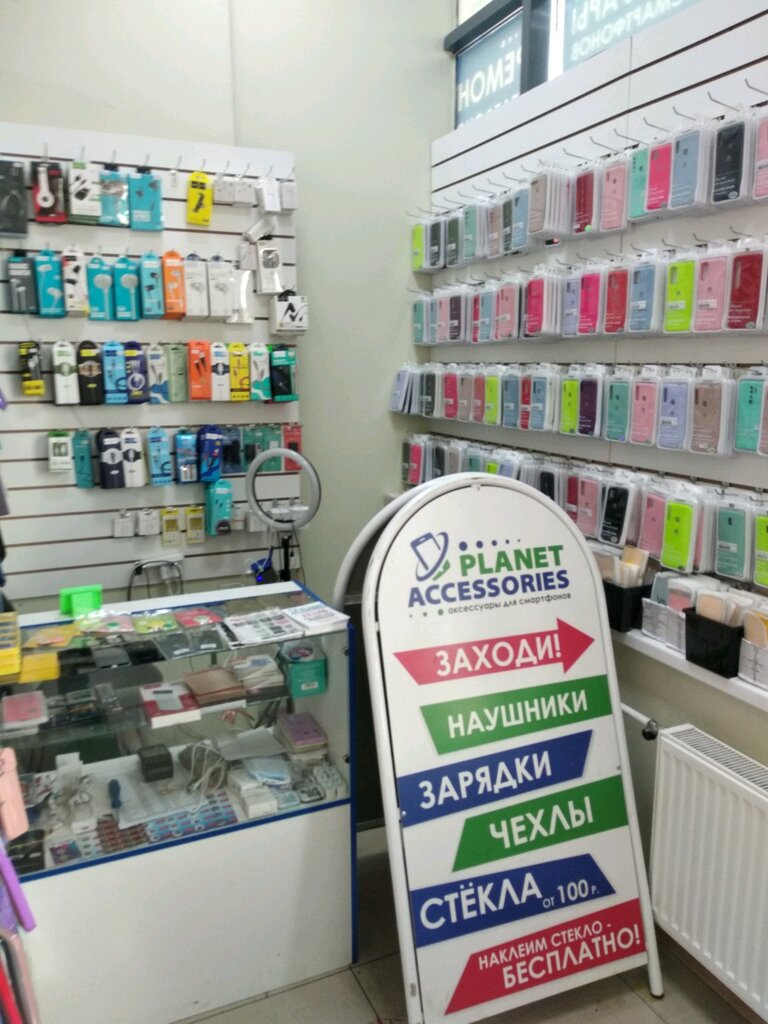 РЕМОН
PLANET
ACCESSORIES
аксессуары для смартфонов
ЗАХОДИ!
НАУШНИКИ
ЗАРЯДКИ
ЧЕХЛЫ
СТЁКЛА от 100 р.
НАКЛЕИМ СТЕКЛО -
БЕСПЛАТНО!